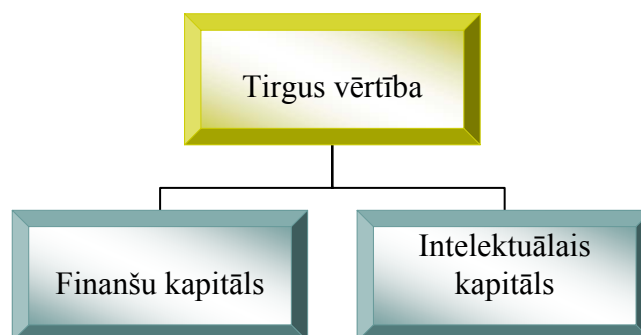 Tirgus vērtība
Finanšu kapitāls
Intelektuālais
kapitāls